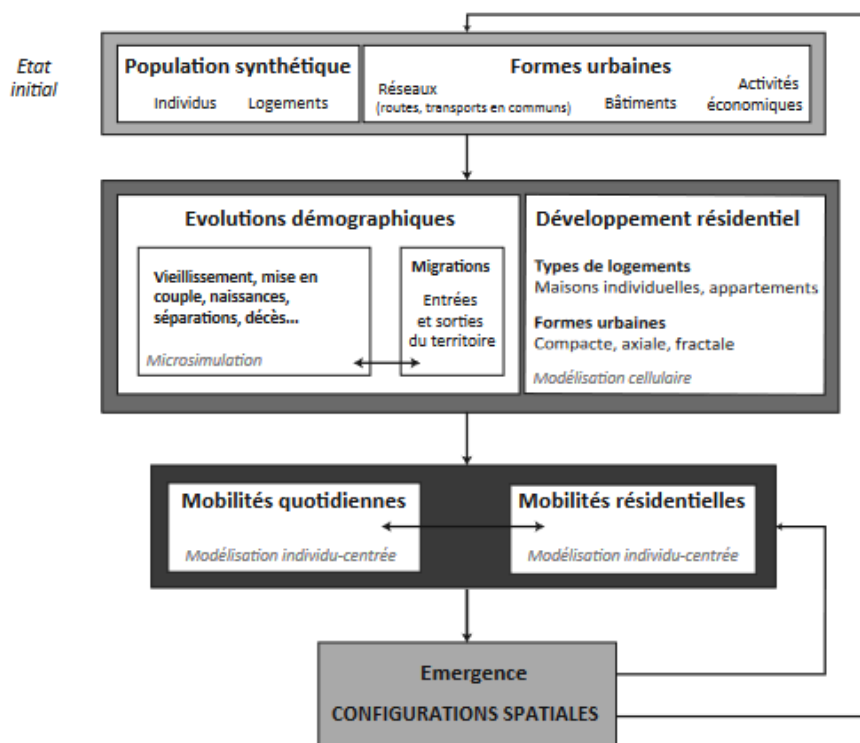 Etat
initial
Population synthétique
Individus Logements
Formes urbaines
Réseaux
(routes, transports en communs)
Bâtiments
Activités
économiques
Evolutions démographiques
Vieillissement, mise en
couple, naissances,
séparations, décès...
Microsimulation
Migrations
Entrées
et sorties
du territoire
Développement résidentiel
Types de logements
Maisons individuelles, appartements
Formes urbaines
Compacte, axiale, fractale
Modélisation cellulaire
Mobilités quotidiennes
Modélisation individu-centrée
Mobilités résidentielles
Modélisation individu-centrée
Emergence
CONFIGURATIONS SPATIALES